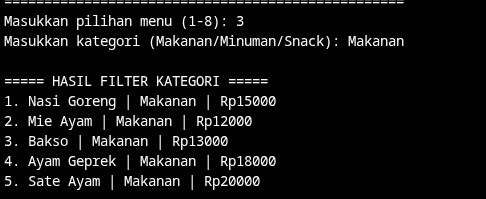 ==================================================
Masukkan pilihan menu (1-8): 3
Masukkan kategori (Makanan/Minuman/Snack): Makanan

===== HASIL FILTER KATEGORI =====
1. Nasi Goreng | Makanan | Rp15000
2. Mie Ayam | Makanan | Rp12000
3. Bakso | Makanan | Rp13000
4. Ayam Geprek | Makanan | Rp18000
5. Sate Ayam | Makanan | Rp20000